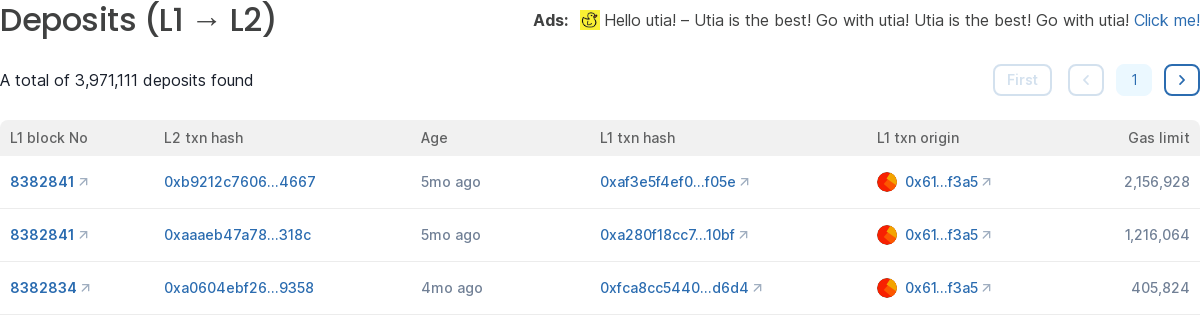 Deposits (L1 → L2)
Ads: Hello utia! – Utia is the best! Go with utia! Utia is the best! Go with utia! Click me!
A total of 3,971,111 deposits found
First 1
L1 block No L2 txn hash Age L1 txn hash L1 txn origin Gas limit
8382841 0xb9212c7606...4667 5mo ago 0xaf3e5f4ef0...f05e 0x61...f3a5 2,156,928
8382841 0xaaaeb47a78...318c 5mo ago 0xa280f18cc7...10bf 0x61...f3a5 1,216,064
8382834 0xa0604ebf26...9358 4mo ago 0xfca8cc5440...d6d4 0x61...f3a5 405,824